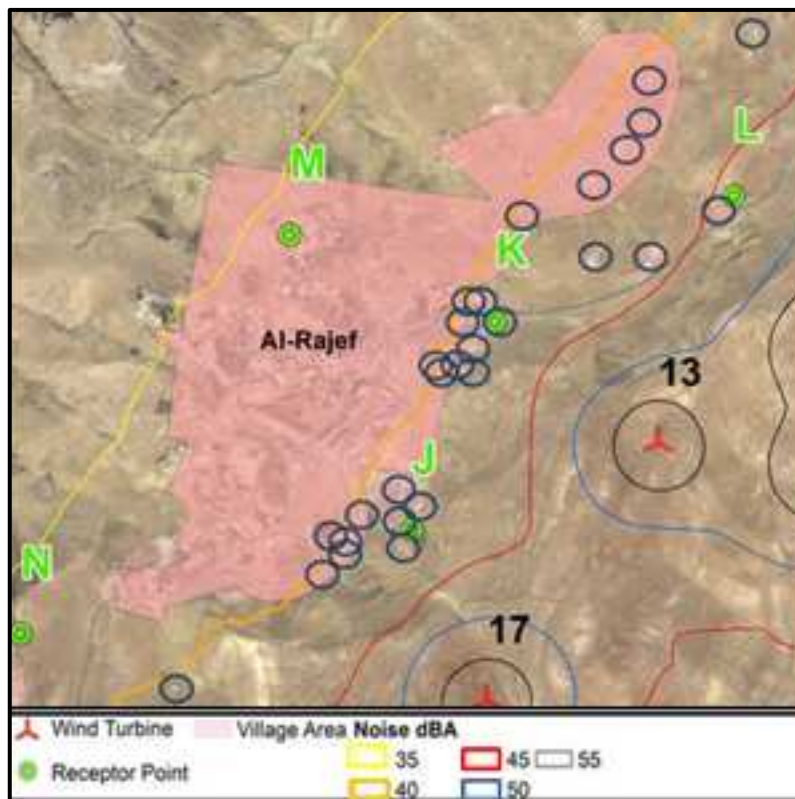 L
M
K
Al-Rajef
13
J
N
17
Wind Turbine Village Area Noise dBA
35 45 55
Receptor Point
40 50